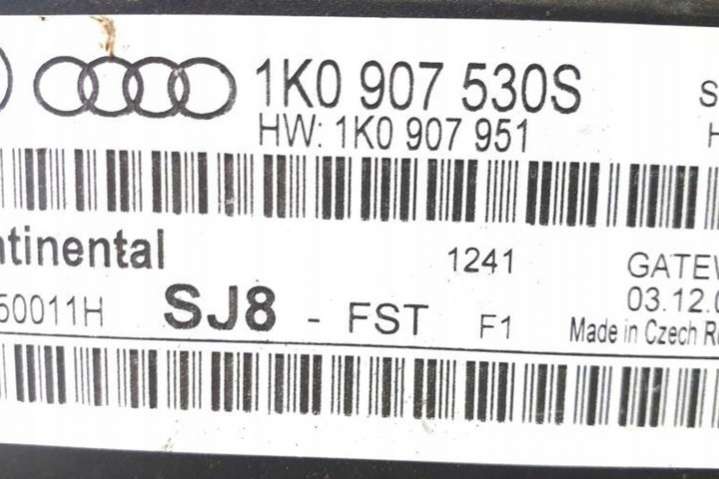 1K0 907 530S S
HW: 1K0 907 951 H
ntinental 1241 GATEW
50011H SJ8 - FST F1 03.12.0
Made in Czech R